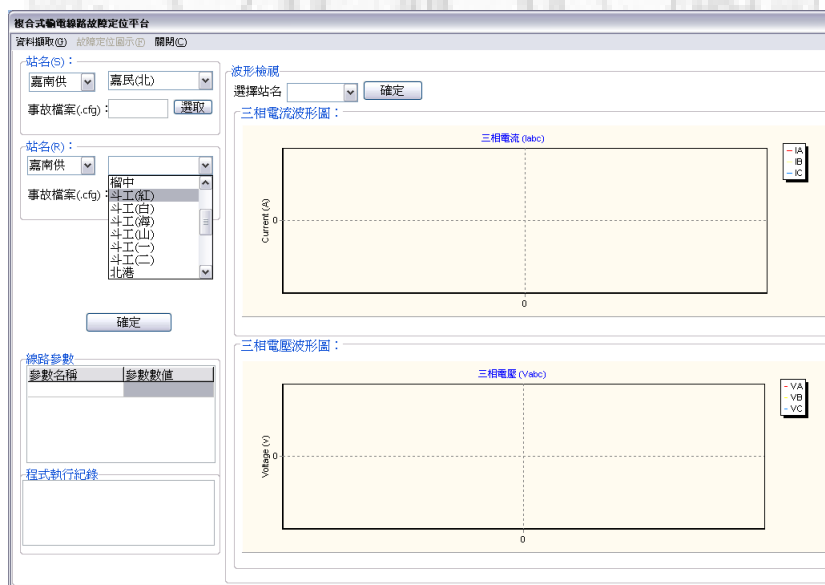 複合式輸電線路故障定位平台
資料擷取(G) 故障定位圖示(P) 關閉(C)
站名(S)：
嘉南供 嘉民(北)
事故檔案(.cfg)： 選取
站名(R)：
嘉南供
事故檔案(.cfg)：
榴中
斗工(紅)
斗工(白)
斗工(海)
斗工(山)
斗工(一)
斗工(二)
北港
確定
線路參數
參數名稱 參數數值
程式執行紀錄
波形檢視
選擇站名 確定
三相電流波形圖：
三相電流 (Iabc)
IA
IB
IC
Current (A)
0
0
三相電壓波形圖：
三相電壓 (Vabc)
VA
VB
VC
Voltage (v)
0
0